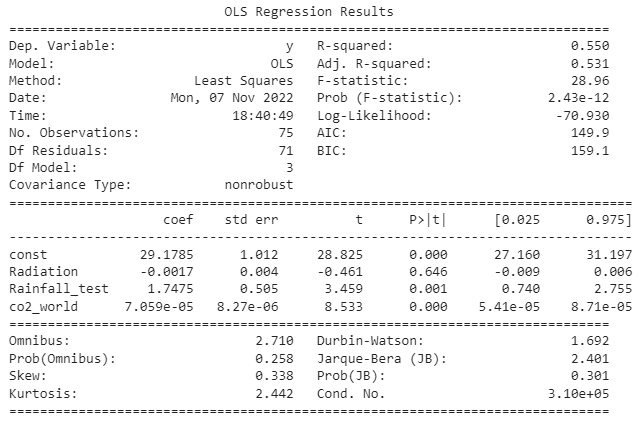 OLS Regression Results
==============================================================================
Dep. Variable: y R-squared: 0.550
Model: OLS Adj. R-squared: 0.531
Method: Least Squares F-statistic: 28.96
Date: Mon, 07 Nov 2022 Prob (F-statistic): 2.43e-12
Time: 18:40:49 Log-Likelihood: -70.930
No. Observations: 75 AIC: 149.9
Df Residuals: 71 BIC: 159.1
Df Model: 3
Covariance Type: nonrobust
=================================================================================
coef std err t P>|t| [0.025 0.975]
---------------------------------------------------------------------------------
const 29.1785 1.012 28.825 0.000 27.160 31.197
Radiation -0.0017 0.004 -0.461 0.646 -0.009 0.006
Rainfall_test 1.7475 0.505 3.459 0.001 0.740 2.755
co2_world 7.059e-05 8.27e-06 8.533 0.000 5.41e-05 8.71e-05
==============================================================================
Omnibus: 2.710 Durbin-Watson: 1.692
Prob(Omnibus): 0.258 Jarque-Bera (JB): 2.401
Skew: 0.338 Prob(JB): 0.301
Kurtosis: 2.442 Cond. No. 3.10e+05
==============================================================================